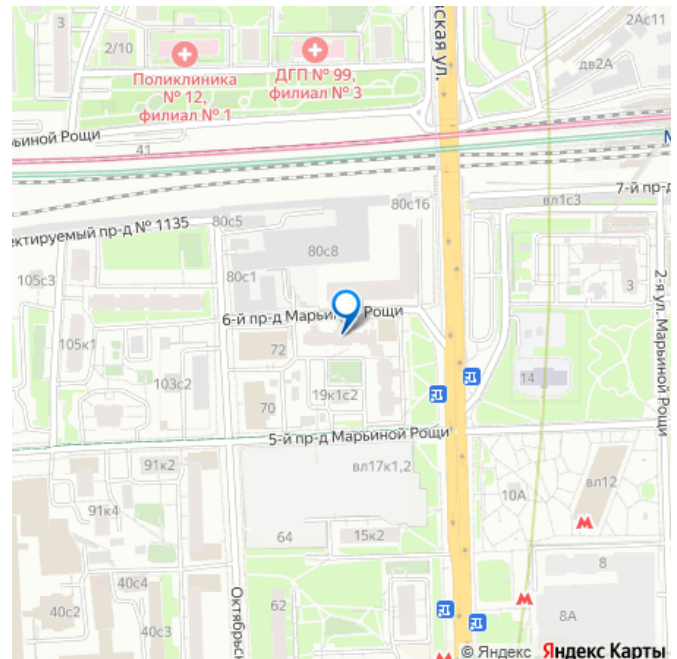 3
2/10
Поликлиника
№ 12,
филиал № 1
ДГП № 99,
филиал № 3
ская ул.
2Ас11
дв2А
ьиной Рощи
41
М
7-й пр-д
вл1с3
80с16
80с5
ектируемый пр-д № 1135
80с8
80с1
105с3
3
2-я ул. Марьиной Рощи
6-й пр-д Марьиной Рощи
105к1
72
103с2
19к1с2
14
70
5-й пр-д Марьиной Рощи
91к2
вл17к1,2
91к4
10А
вл12
64
15к2
8
40с4
40с2
40с3
Октябрьск
62
8А
© Яндекс Яндекс Карты